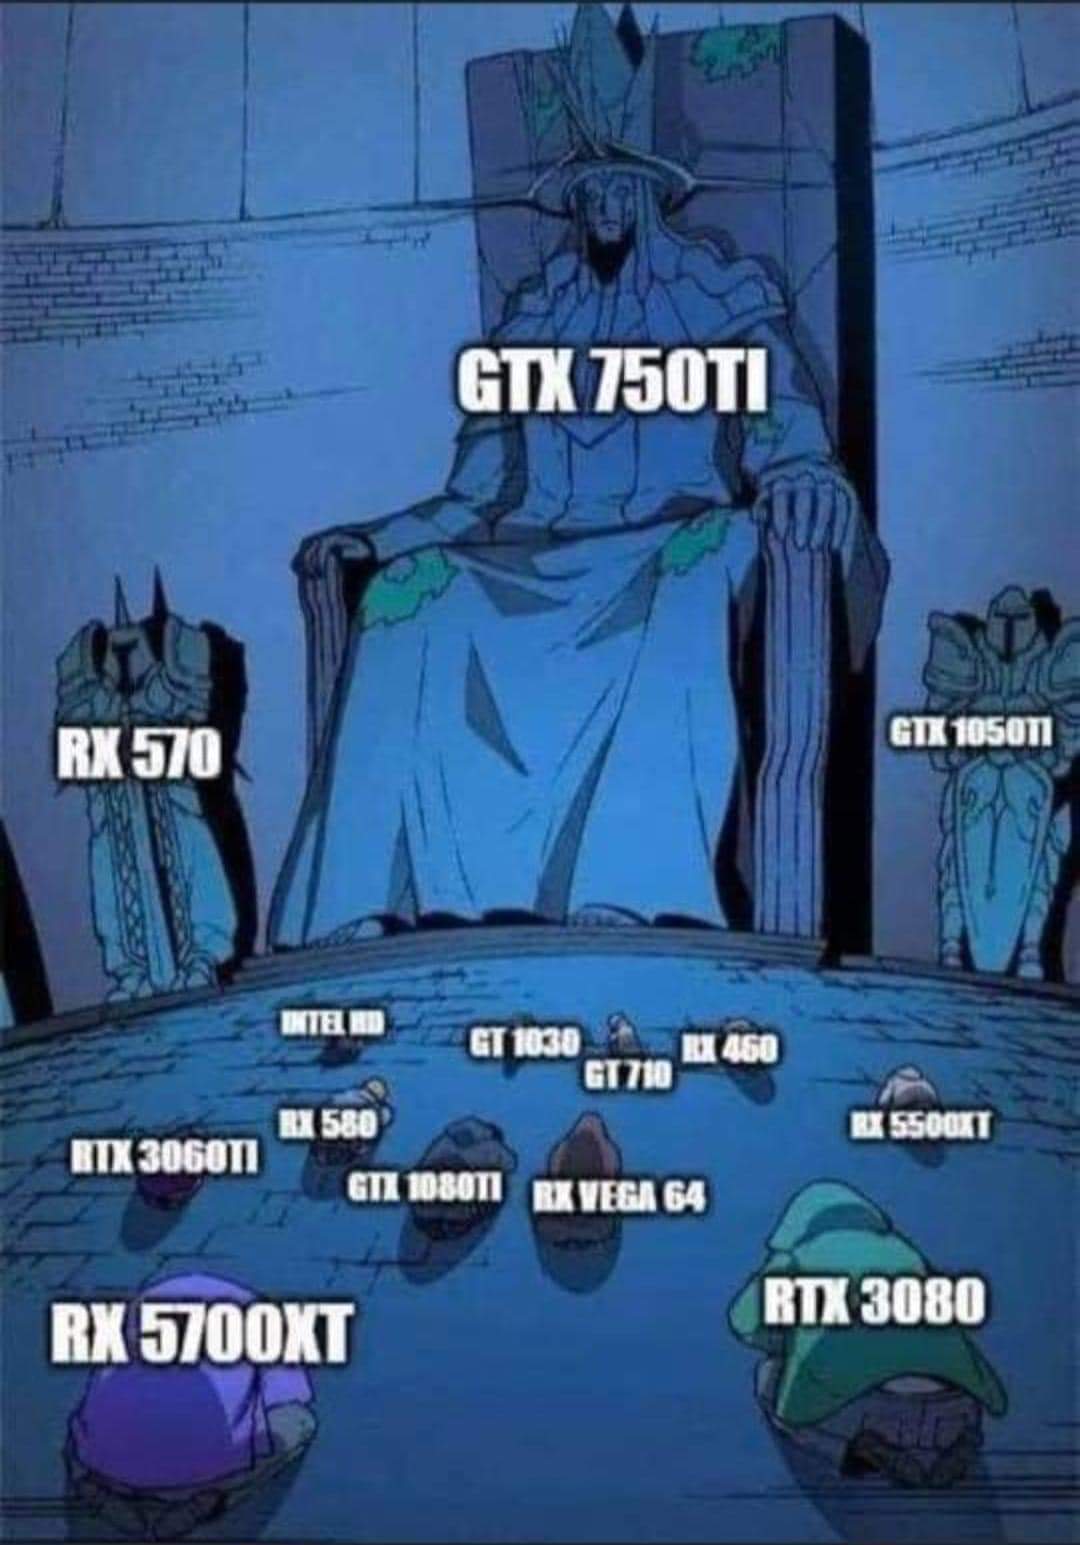 GTX 750TI
RX 570
GTX 1050TI
INTEL HD
GT 1030
GT 710
RX 460
RX 580
RX 5500XT
RTX 3060TI
GTX 1080TI
RX VEGA 64
RX 5700XT
RTX 3080